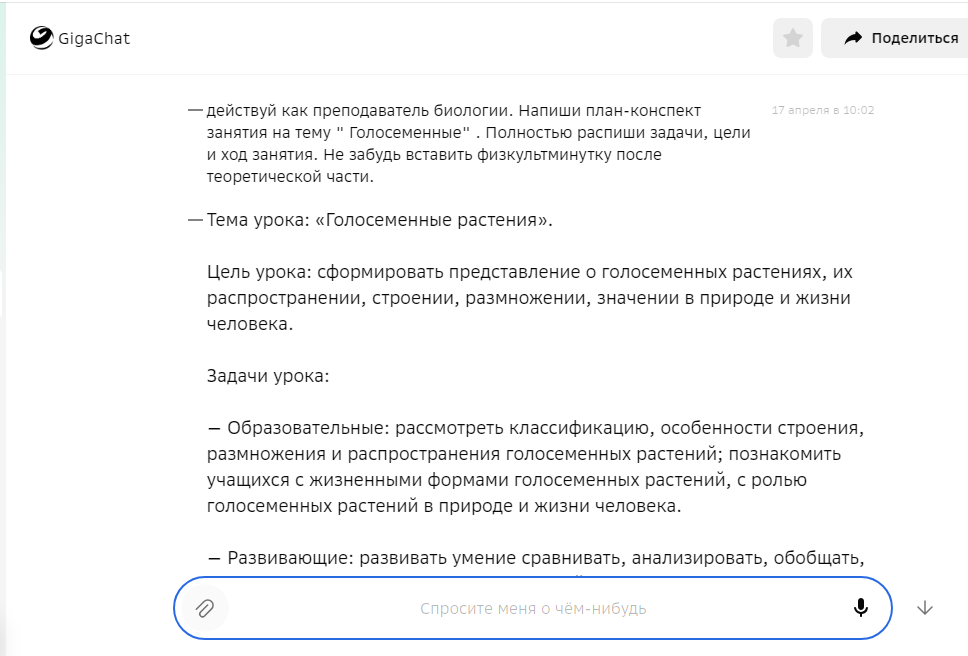 GigaChat
Поделиться
— действуй как преподаватель биологии. Напиши план-конспект
17 апреля в 10:02
занятия на тему " Голосеменные" . Полностью распиши задачи, цели
и ход занятия. Не забудь вставить физкультминутку после
теоретической части.
— Тема урока: «Голосеменные растения».
Цель урока: сформировать представление о голосеменных растениях, их
распространении, строении, размножении, значении в природе и жизни
человека.
Задачи урока:
— Образовательные: рассмотреть классификацию, особенности строения,
размножения и распространения голосеменных растений; познакомить
учащихся с жизненными формами голосеменных растений, с ролью
голосеменных растений в природе и жизни человека.
— Развивающие: развивать умение сравнивать, анализировать, обобщать,
Спросите меня о чём-нибудь